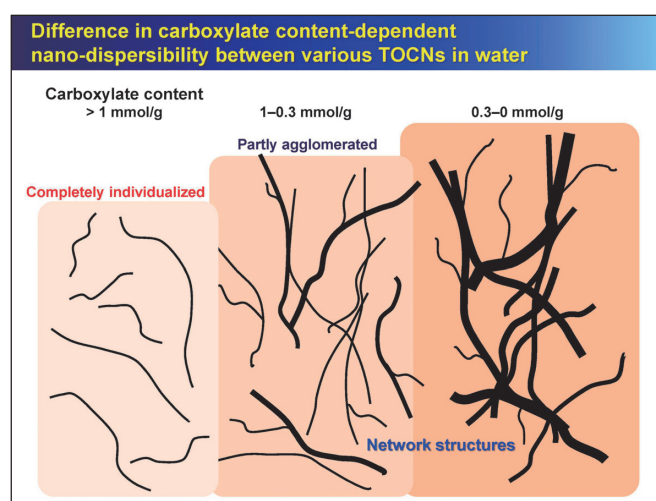 Difference in carboxylate content-dependent
nano-dispersibility between various TOCNs in water
Carboxylate content
> 1 mmol/g
1–0.3 mmol/g
0.3–0 mmol/g
Partly agglomerated
Completely individualized
Network structures